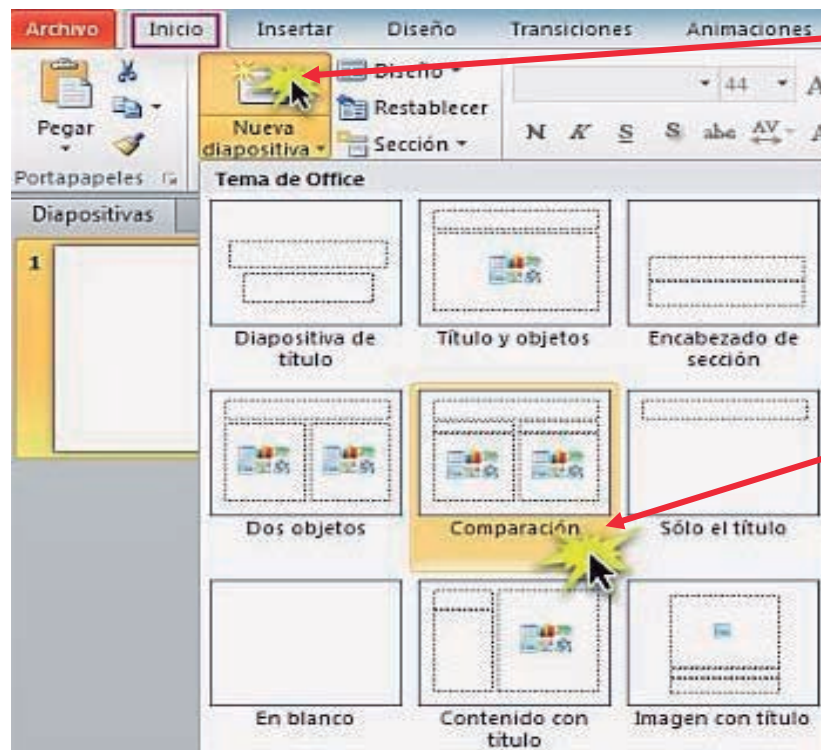 Archivo Inicio Insertar Diseño Transiciones Animaciones
Diseño
Restablecer
Sección
Pegar
Nueva
diapositiva
44 A
N K S S abc AV A
Portapapeles
Diapositivas
1
Tema de Office
Diapositiva de
título
Título y objetos
Encabezado de
sección
Dos objetos
Comparación
Sólo el título
En blanco
Contenido con
título
Imagen con título